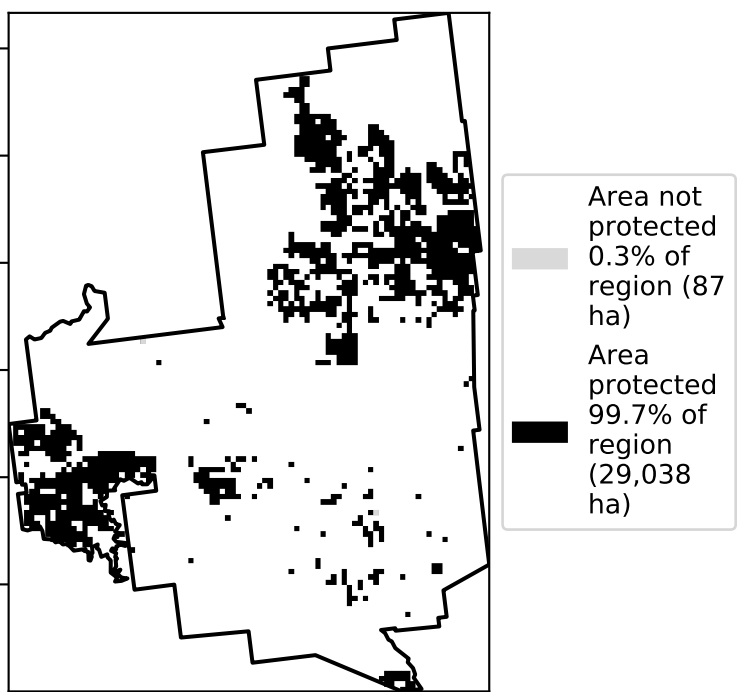 Area not
protected
0.3% of
region (87
ha)
Area
protected
99.7% of
region
(29,038
ha)